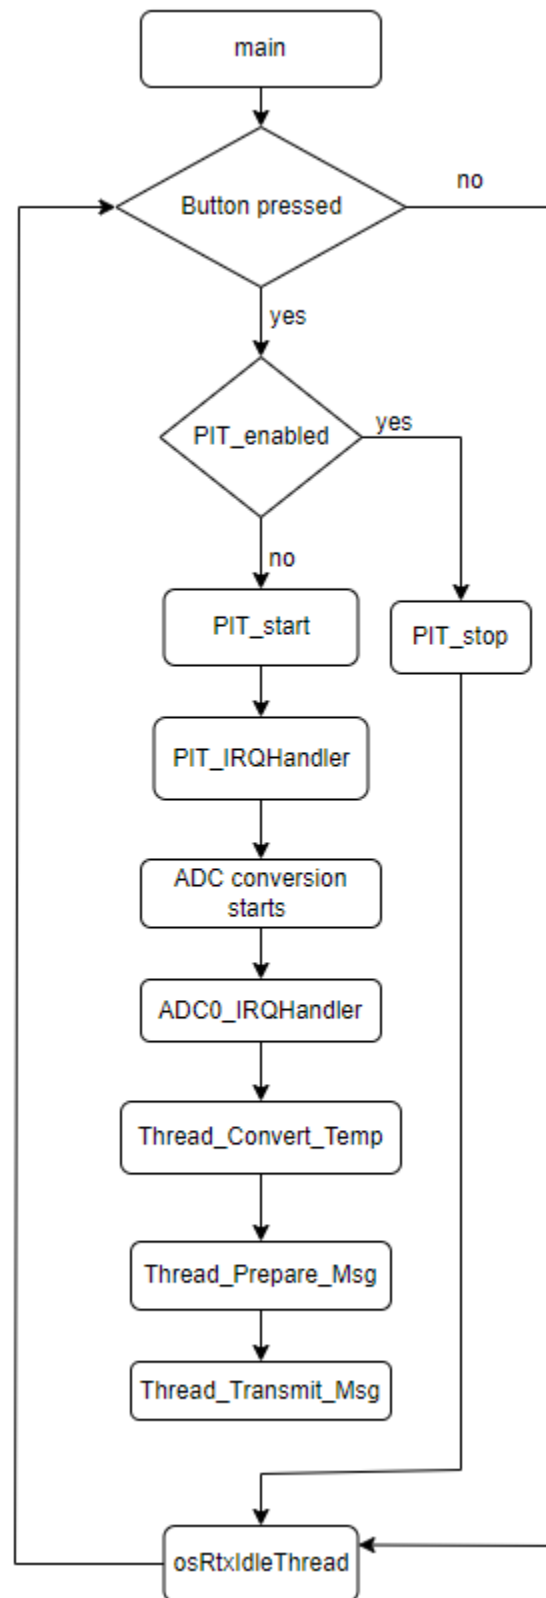 main
no
Button pressed
yes
yes
PIT_enabled
no
PIT_start
PIT_stop
PIT_IRQHandler
ADC conversion
starts
ADC0_IRQHandler
Thread_Convert_Temp
Thread_Prepare_Msg
Thread_Transmit_Msg
osRtxIdleThread